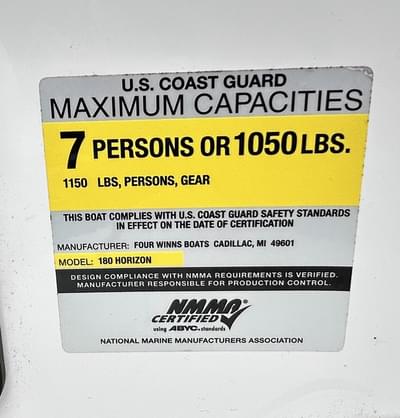 U.S. COAST GUARD
MAXIMUM CAPACITIES
7 PERSONS OR 1050 LBS.
1150 LBS, PERSONS, GEAR
THIS BOAT COMPLIES WITH U.S. COAST GUARD SAFETY STANDARDS
IN EFFECT ON THE DATE OF CERTIFICATION
MANUFACTURER: FOUR WINNS BOATS CADILLAC, MI 49601
MODEL: 180 HORIZON
DESIGN COMPLIANCE WITH NMMA REQUIREMENTS IS VERIFIED.
MANUFACTURER RESPONSIBLE FOR PRODUCTION CONTROL.
NMMA®
CERTIFIED
using ABYC. standards
NATIONAL MARINE MANUFACTURERS ASSOCIATION